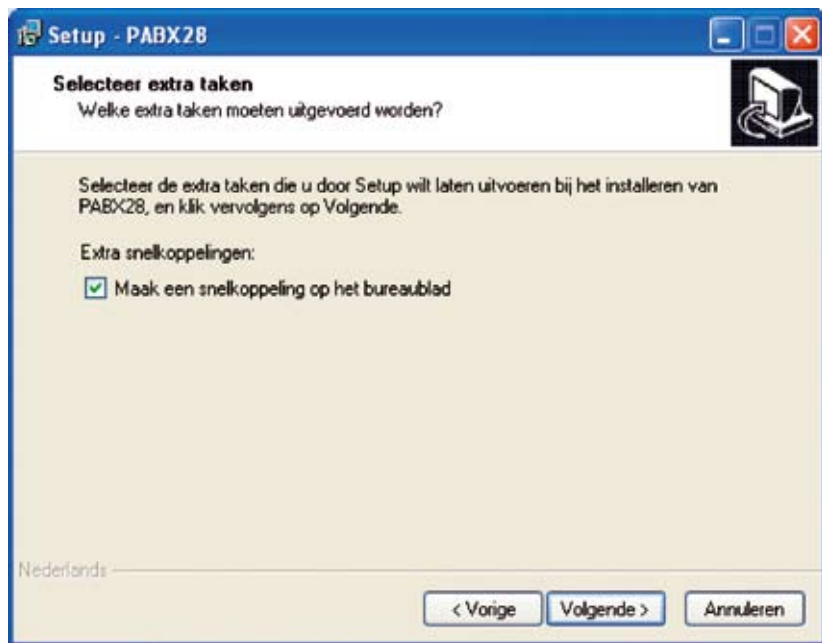 Setup - PABX28
Selecteer extra taken
Welke extra taken moeten uitgevoerd worden?
Selecteer de extra taken die u door Setup wilt laten uitvoeren bij het installeren van
PABX28, en klik vervolgens op Volgende.
Extra snelkoppelingen:
Maak een snelkoppeling op het bureaublad
Nederlands
< Vorige
Volgende >
Annuleren